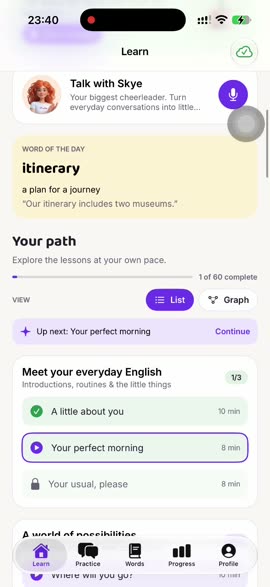 23:40
Learn
Talk with Skye
Your biggest cheerleader. Turn
everyday conversations into little...
WORD OF THE DAY
itinerary
a plan for a journey
“Our itinerary includes two museums.”
Your path
Explore the lessons at your own pace.
1 of 60 complete
VIEW
List
Graph
Up next: Your perfect morning
Continue
Meet your everyday English
1/3
Introductions, routines & the little things
A little about you
10 min
Your perfect morning
8 min
Your usual, please
8 min
A world of possibilities
Where will you go?
10 min
Learn
Practice
Words
Progress
Profile